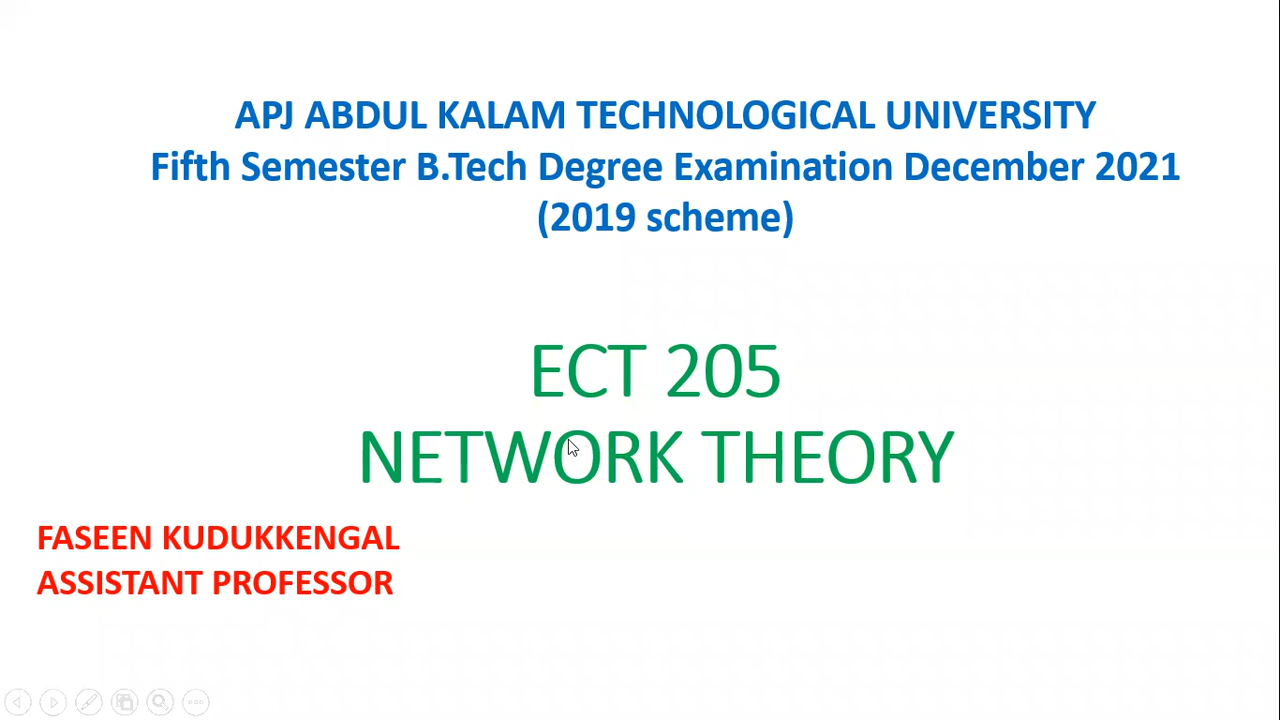 APJ ABDUL KALAM TECHNOLOGICAL UNIVERSITY
Fifth Semester B.Tech Degree Examination December 2021
(2019 scheme)
ECT 205
NETWORK THEORY
FASEEN KUDUKKENGAL
ASSISTANT PROFESSOR